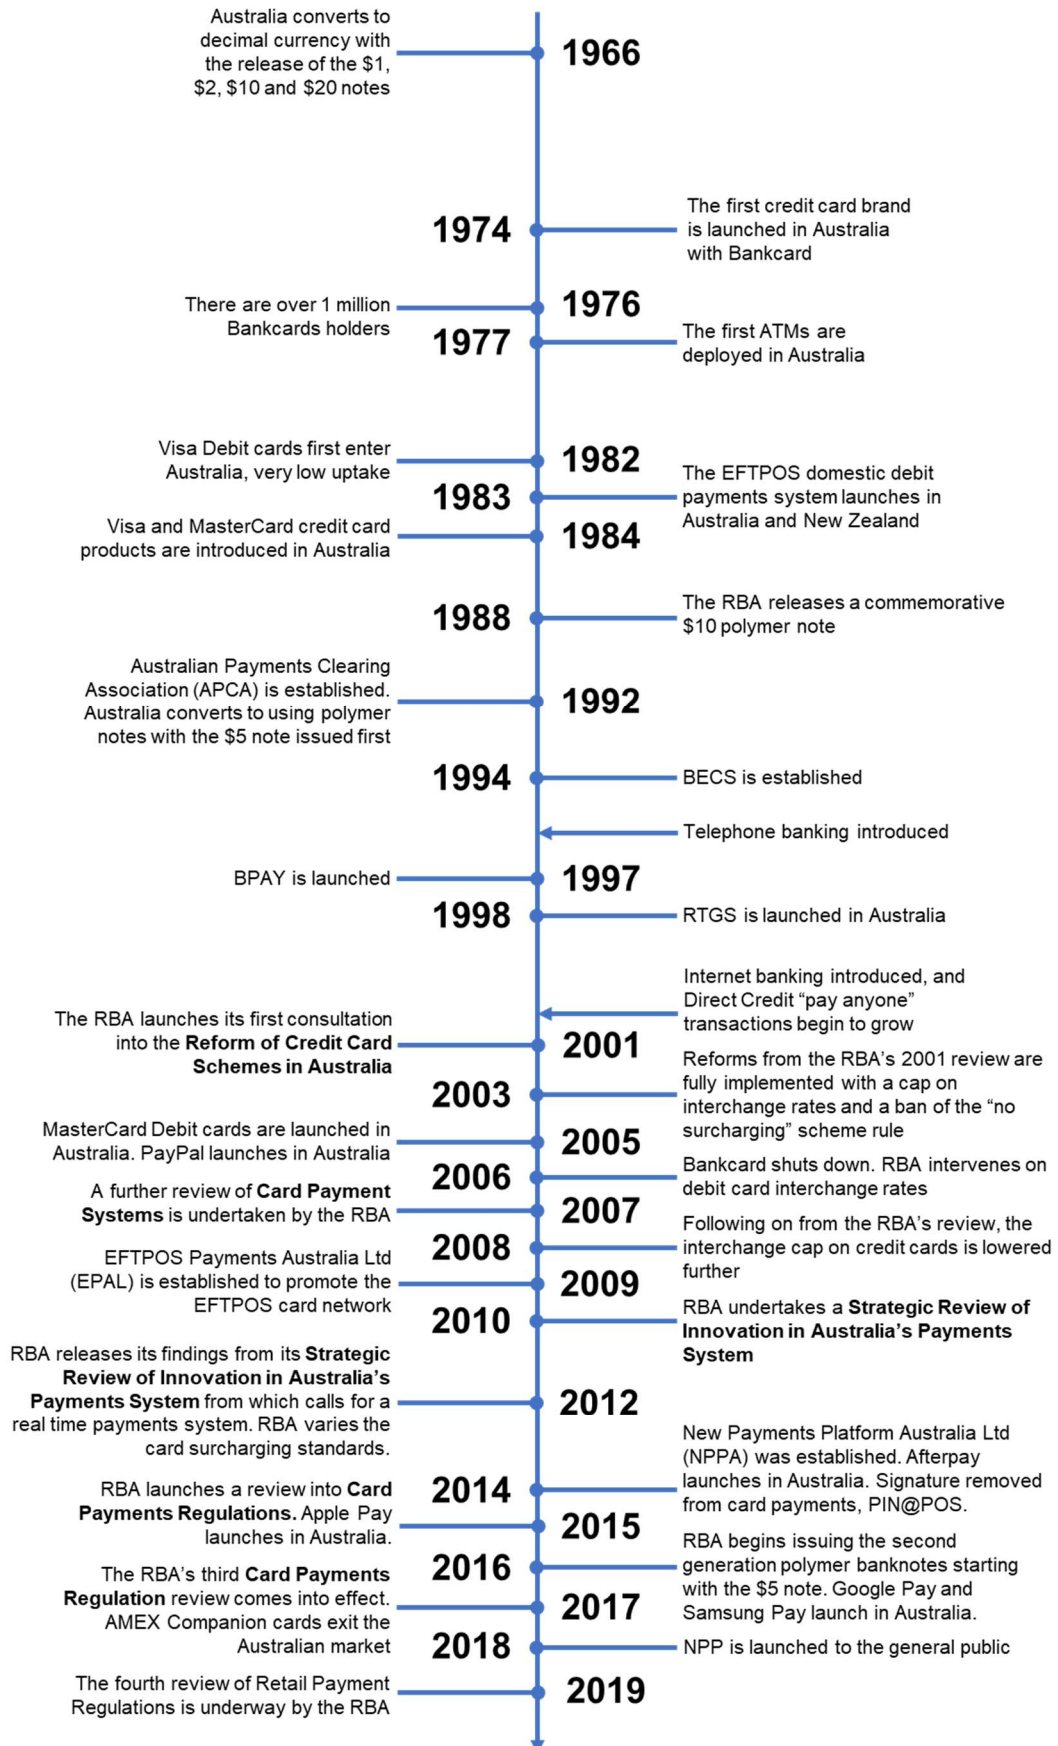 Australia converts to
decimal currency with
the release of the $1,
$2, $10 and $20 notes
1966
1974
The first credit card brand
is launched in Australia
with Bankcard
There are over 1 million
Bankcards holders
1976
1977
The first ATMs are
deployed in Australia
Visa Debit cards first enter
Australia, very low uptake
1982
1983
The EFTPOS domestic debit
payments system launches in
Australia and New Zealand
Visa and MasterCard credit card
products are introduced in Australia
1984
1988
The RBA releases a commemorative
$10 polymer note
Australian Payments Clearing
Association (APCA) is established.
Australia converts to using polymer
notes with the $5 note issued first
1992
1994
BECS is established
Telephone banking introduced
BPAY is launched
1997
1998
RTGS is launched in Australia
Internet banking introduced, and
Direct Credit “pay anyone”
transactions begin to grow
The RBA launches its first consultation
into the Reform of Credit Card
Schemes in Australia
2001
2003
Reforms from the RBA’s 2001 review are
fully implemented with a cap on
interchange rates and a ban of the “no
surcharging” scheme rule
MasterCard Debit cards are launched in
Australia. PayPal launches in Australia
2005
2006
Bankcard shuts down. RBA intervenes on
debit card interchange rates
A further review of Card Payment
Systems is undertaken by the RBA
2007
2008
Following on from the RBA’s review, the
interchange cap on credit cards is lowered
further
EFTPOS Payments Australia Ltd
(EPAL) is established to promote the
EFTPOS card network
2009
2010
RBA undertakes a Strategic Review of
Innovation in Australia’s Payments
System
RBA releases its findings from its Strategic
Review of Innovation in Australia’s
Payments System from which calls for a
real time payments system. RBA varies the
card surcharging standards.
2012
2014
New Payments Platform Australia Ltd
(NPPA) was established. Afterpay
launches in Australia. Signature removed
from card payments, PIN@POS.
RBA launches a review into Card
Payments Regulations. Apple Pay
launches in Australia.
2015
2016
RBA begins issuing the second
generation polymer banknotes starting
with the $5 note. Google Pay and
Samsung Pay launch in Australia.
The RBA’s third Card Payments
Regulation review comes into effect.
AMEX Companion cards exit the
Australian market
2017
2018
NPP is launched to the general public
The fourth review of Retail Payment
Regulations is underway by the RBA
2019